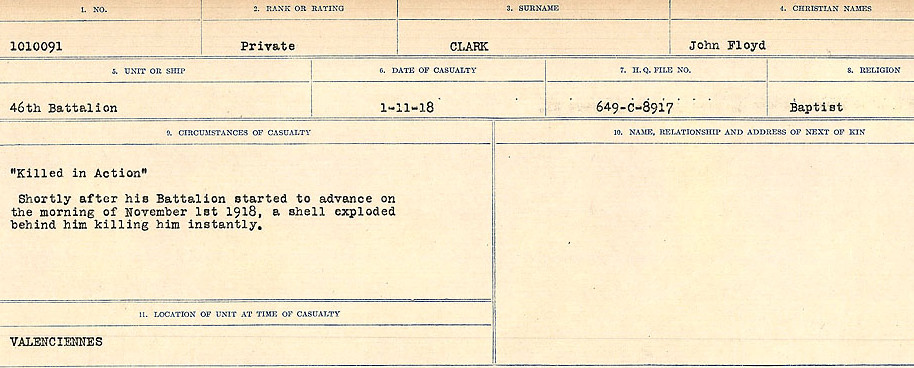 1. NO. 2. RANK OR RATING 3. SURNAME 4. CHRISTIAN NAMES
1010091 Private CLARK John Floyd
5. UNIT OR SHIP 6. DATE OF CASUALTY 7. H.Q. FILE NO. 8. RELIGION
46th Battalion 1-11-18 649-C-8917 Baptist
9. CIRCUMSTANCES OF CASUALTY 10. NAME, RELATIONSHIP AND ADDRESS OF NEXT OF KIN
"Killed in Action"
Shortly after his Battalion started to advance on
the morning of November 1st 1918, a shell exploded
behind him killing him instantly.
11. LOCATION OF UNIT AT TIME OF CASUALTY
VALENCIENNES